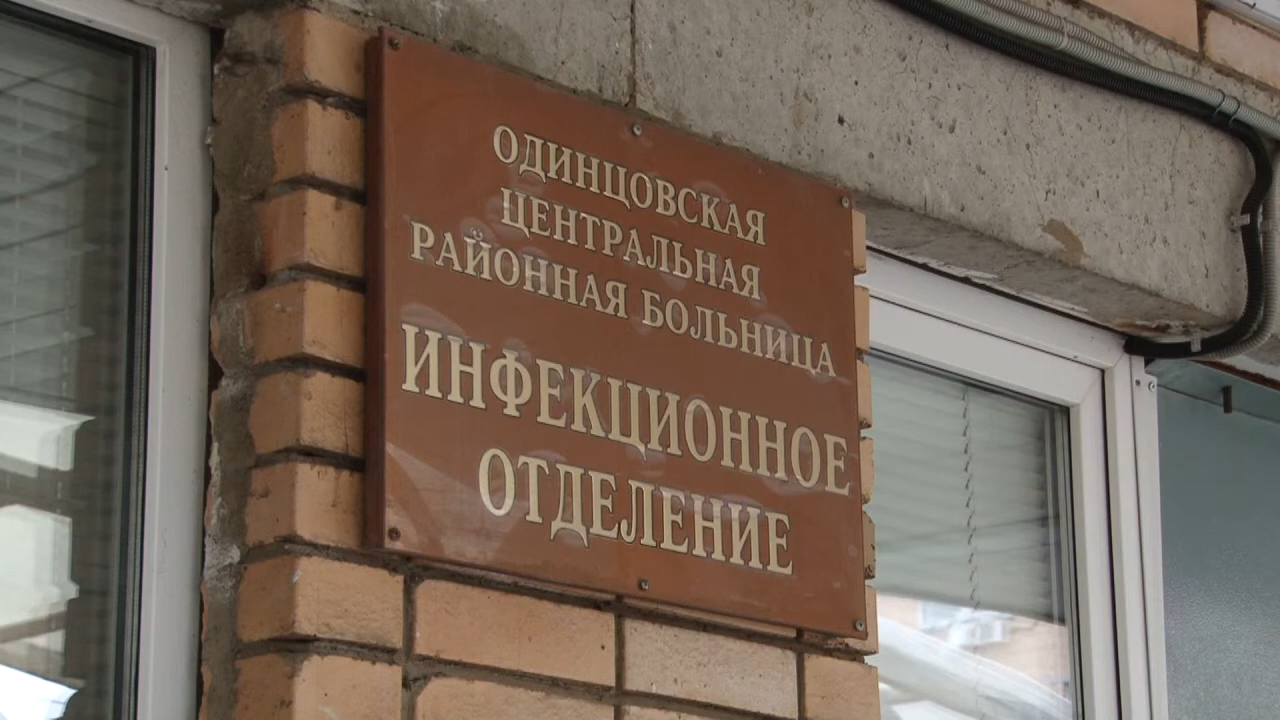 ОДИНЦОВСКАЯ
ЦЕНТРАЛЬНАЯ
РАЙОННАЯ БОЛЬНИЦА
ИНФЕКЦИОННОЕ
ОТДЕЛЕНИЕ